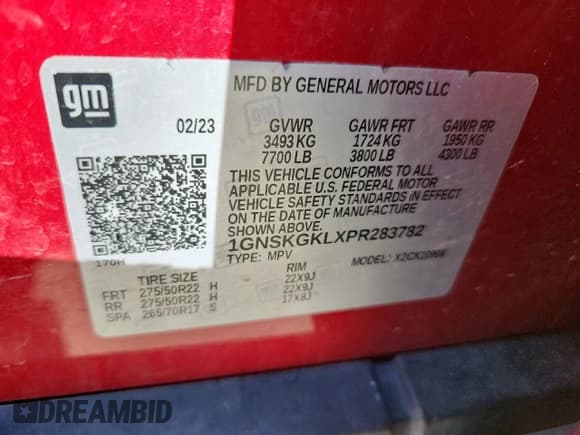 gm
MFD BY GENERAL MOTORS LLC
02/23 GVWR GAWR FRT GAWR RR
3493 KG 1724 KG 1950 KG
7700 LB 3800 LB 4300 LB
THIS VEHICLE CONFORMS TO ALL
APPLICABLE U.S. FEDERAL MOTOR
VEHICLE SAFETY STANDARDS IN EFFECT
ON THE DATE OF MANUFACTURE
SHOWN ABOVE.
1GNSKGKLXPR283782
TYPE: MPV MODEL:
TIRE SIZE RIM
FRT 275/50R22 H 22X9J
RR 275/50R22 H 22X9J
SPA 265/70R17 S 17X8J
DREAMBID